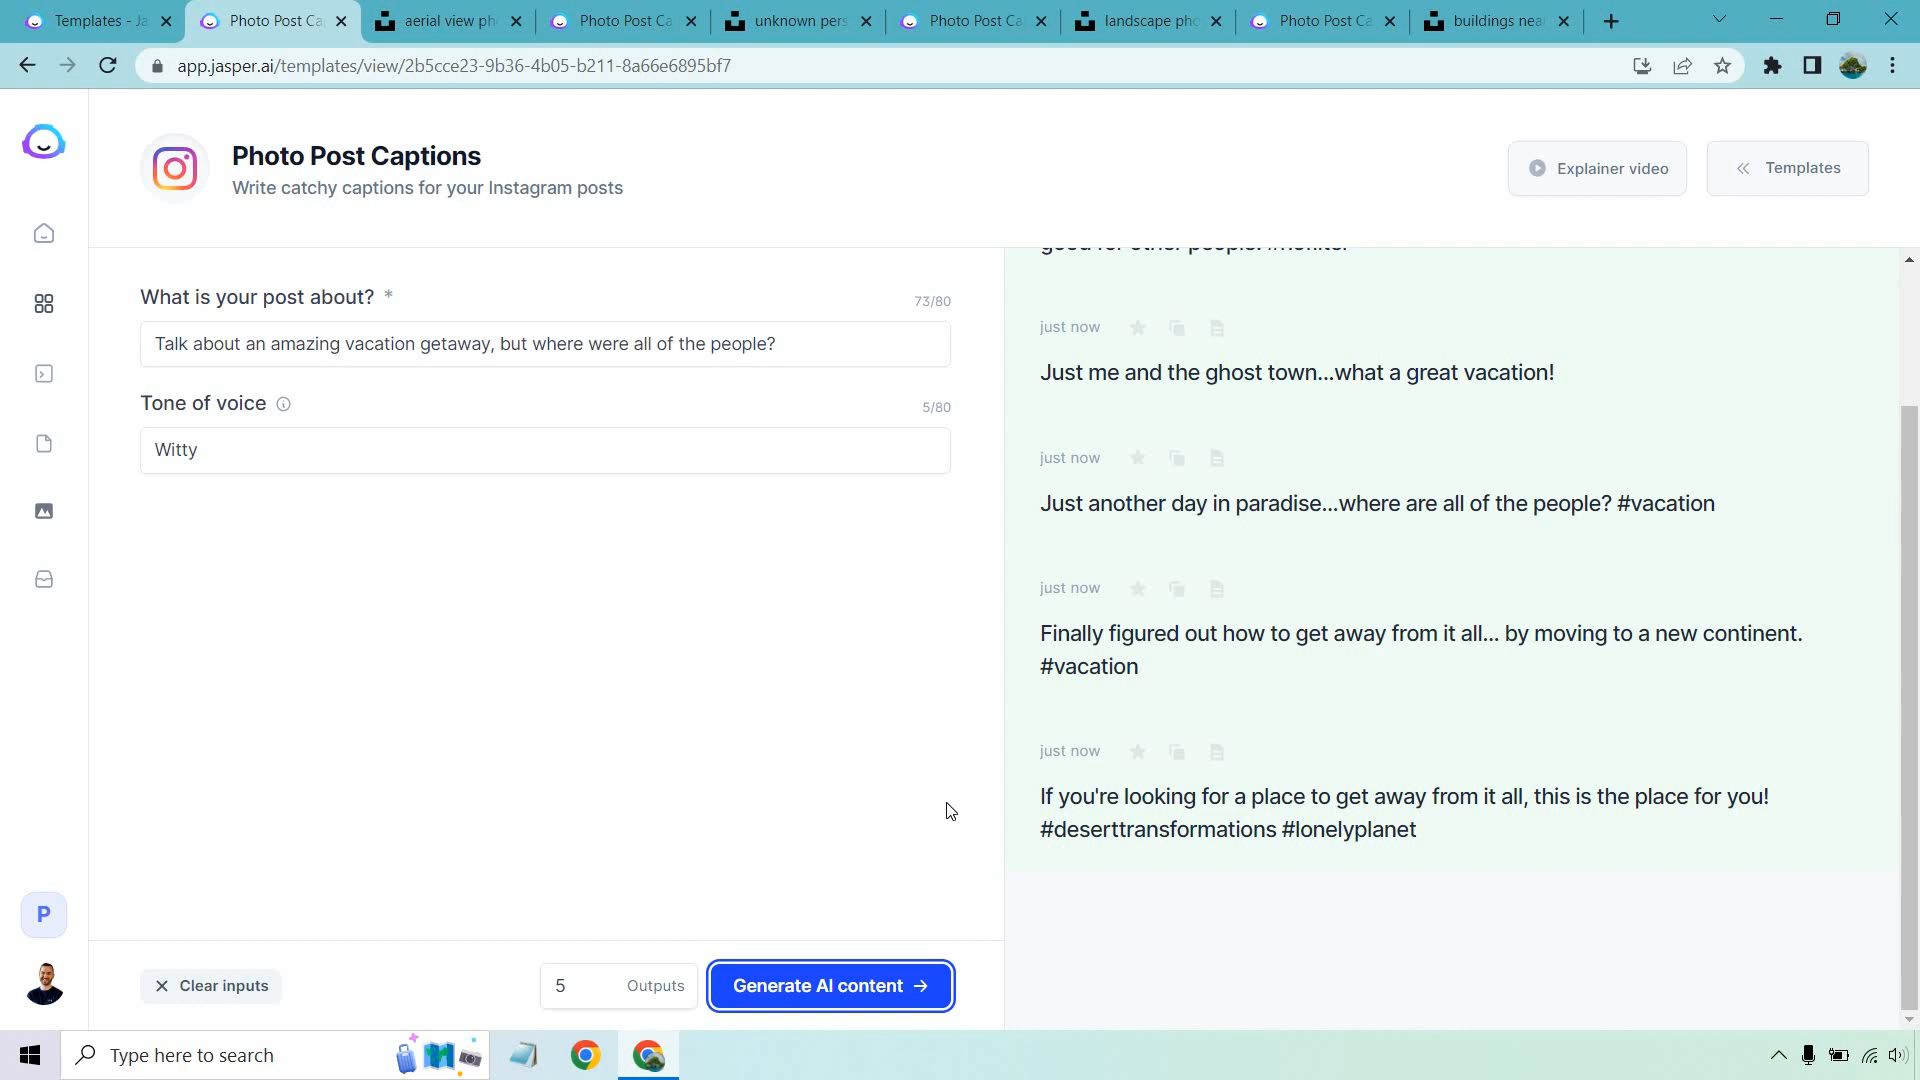 Templates - Ja
Photo Post Ca
aerial view ph
Photo Post Ca
unknown pers
Photo Post Ca
landscape pho
Photo Post Ca
buildings near
app.jasper.ai/templates/view/2b5cce23-9b36-4b05-b211-8a66e6895bf7
Photo Post Captions
Write catchy captions for your Instagram posts
Explainer video
Templates
What is your post about? *
73/80
Talk about an amazing vacation getaway, but where were all of the people?
Tone of voice
5/80
Witty
just now
Just me and the ghost town...what a great vacation!
just now
Just another day in paradise...where are all of the people? #vacation
just now
Finally figured out how to get away from it all... by moving to a new continent.
#vacation
just now
If you're looking for a place to get away from it all, this is the place for you!
#deserttransformations #lonelyplanet
P
Clear inputs
5 Outputs
Generate AI content
Type here to search